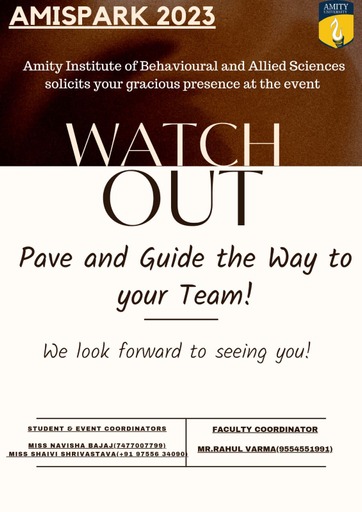 AMISPARK 2023
AMITY
UNIVERSITY
Amity Institute of Behavioural and Allied Sciences
solicits your gracious presence at the event
WATCH
OUT
Pave and Guide the Way to
your Team!
We look forward to seeing you!
STUDENT & EVENT COORDINATORS
MISS NAVISHA BAJAJ(7477007799)
MISS SHAIVI SHRIVASTAVA(+91 97556 34090)
FACULTY COORDINATOR
MR.RAHUL VARMA(9554551991)